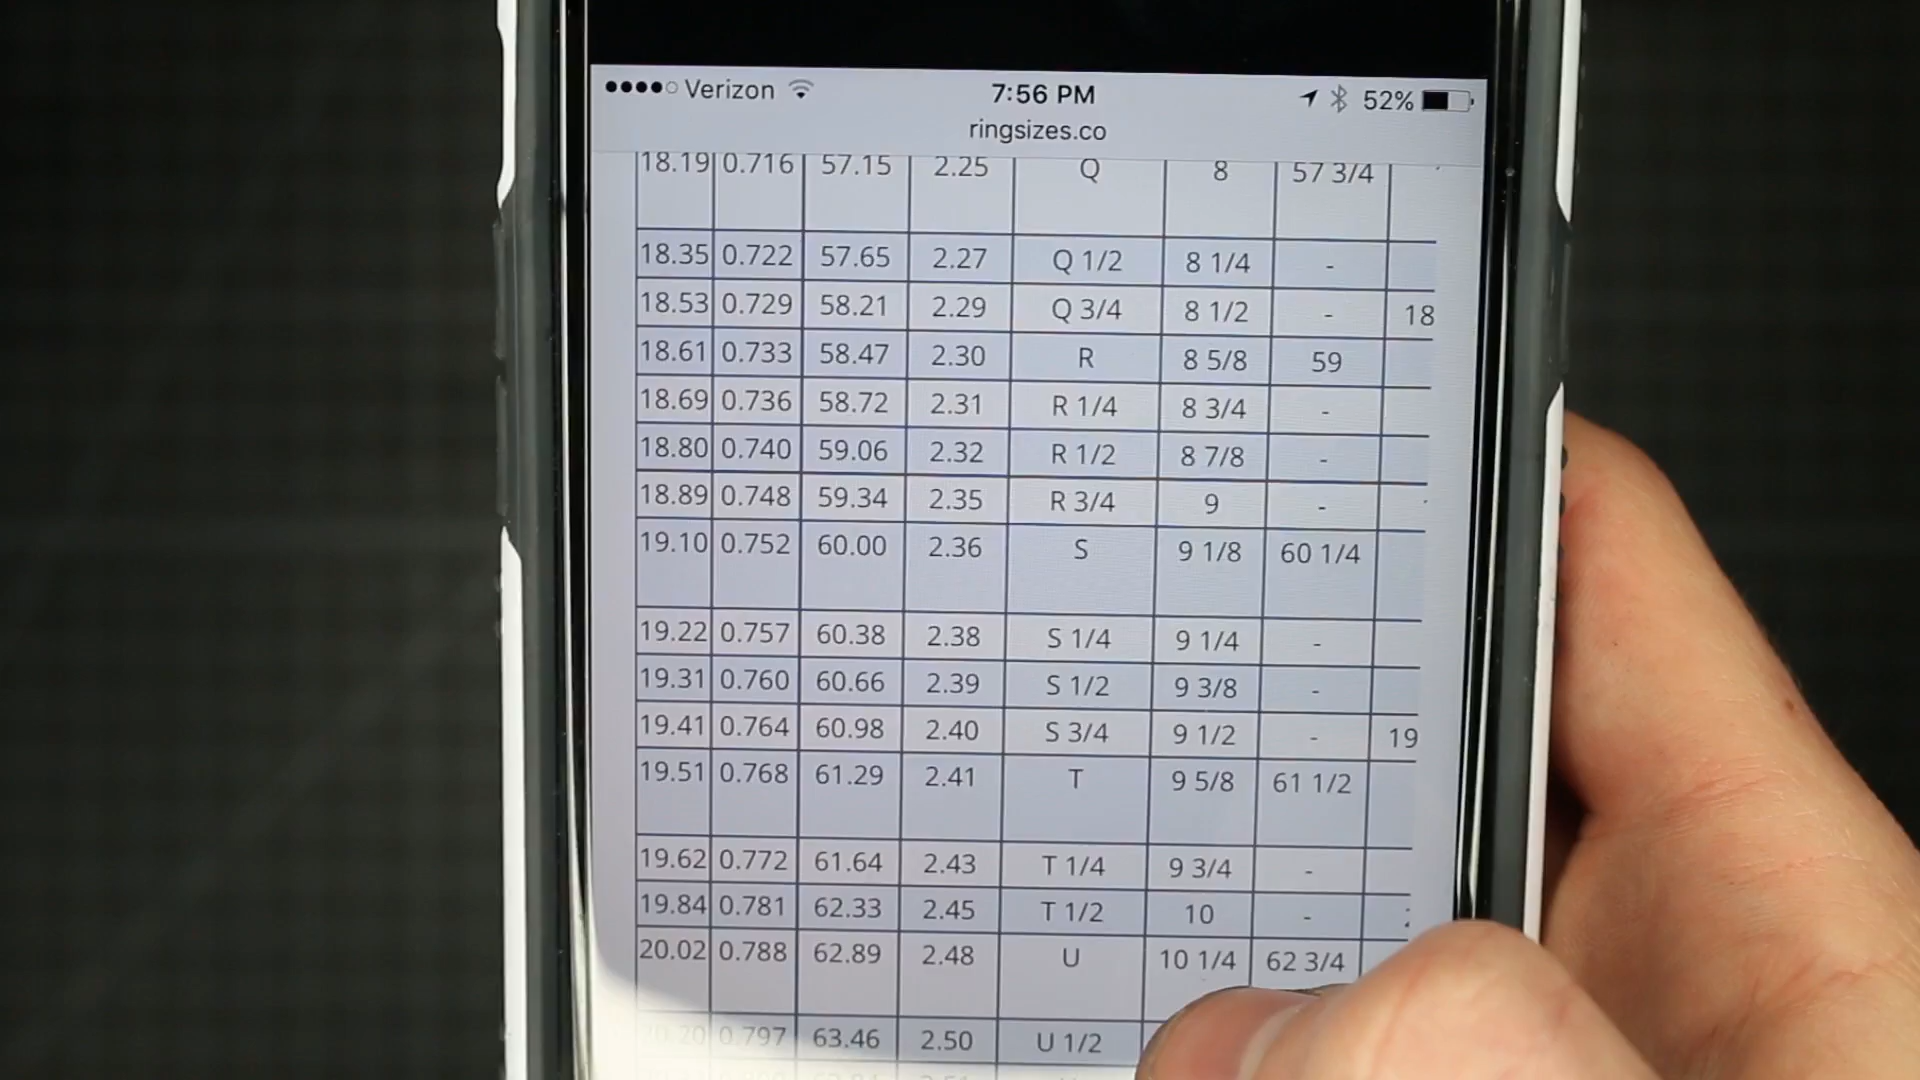 Verizon 7:56 PM 52%
ringsizes.co
18.19 0.716 57.15 2.25 Q 8 57 3/4
18.35 0.722 57.65 2.27 Q 1/2 8 1/4 -
18.53 0.729 58.21 2.29 Q 3/4 8 1/2 - 18
18.61 0.733 58.47 2.30 R 8 5/8 59
18.69 0.736 58.72 2.31 R 1/4 8 3/4 -
18.80 0.740 59.06 2.32 R 1/2 8 7/8 -
18.89 0.748 59.34 2.35 R 3/4 9 -
19.10 0.752 60.00 2.36 S 9 1/8 60 1/4
19.22 0.757 60.38 2.38 S 1/4 9 1/4 -
19.31 0.760 60.66 2.39 S 1/2 9 3/8 -
19.41 0.764 60.98 2.40 S 3/4 9 1/2 - 19
19.51 0.768 61.29 2.41 T 9 5/8 61 1/2
19.62 0.772 61.64 2.43 T 1/4 9 3/4 -
19.84 0.781 62.33 2.45 T 1/2 10 -
20.02 0.788 62.89 2.48 U 10 1/4 62 3/4
20.20 0.797 63.46 2.50 U 1/2